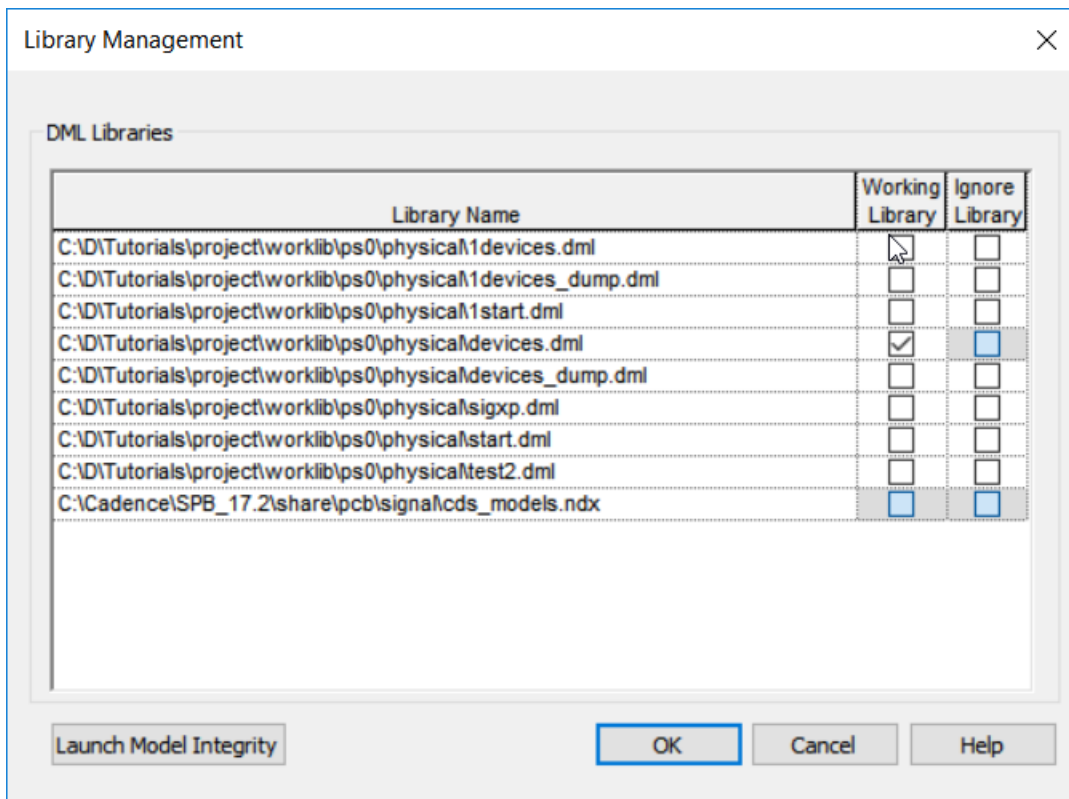 Library Management
DML Libraries
Library Name
Working Library
Ignore Library
C:\D\Tutorials\project\worklib\ps0\physical\1devices.dml
C:\D\Tutorials\project\worklib\ps0\physical\1devices_dump.dml
C:\D\Tutorials\project\worklib\ps0\physical\1start.dml
C:\D\Tutorials\project\worklib\ps0\physical\devices.dml
C:\D\Tutorials\project\worklib\ps0\physical\devices_dump.dml
C:\D\Tutorials\project\worklib\ps0\physical\sigxp.dml
C:\D\Tutorials\project\worklib\ps0\physical\start.dml
C:\D\Tutorials\project\worklib\ps0\physical\test2.dml
C:\Cadence\SPB_17.2\share\pcb\signal\cds_models.ndx
Launch Model Integrity
OK
Cancel
Help